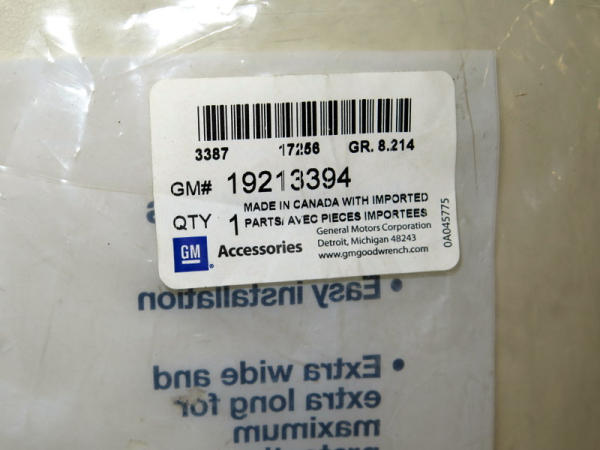 3387 17256 GR. 8.214
GM# 19213394
MADE IN CANADA WITH IMPORTED
QTY 1 PARTS/ AVEC PIECES IMPORTEES
General Motors Corporation
GM Accessories Detroit, Michigan 48243
www.gmgoodwrench.com
0A045775
• Easy installation
• Extra wide and
extra long for
maximum